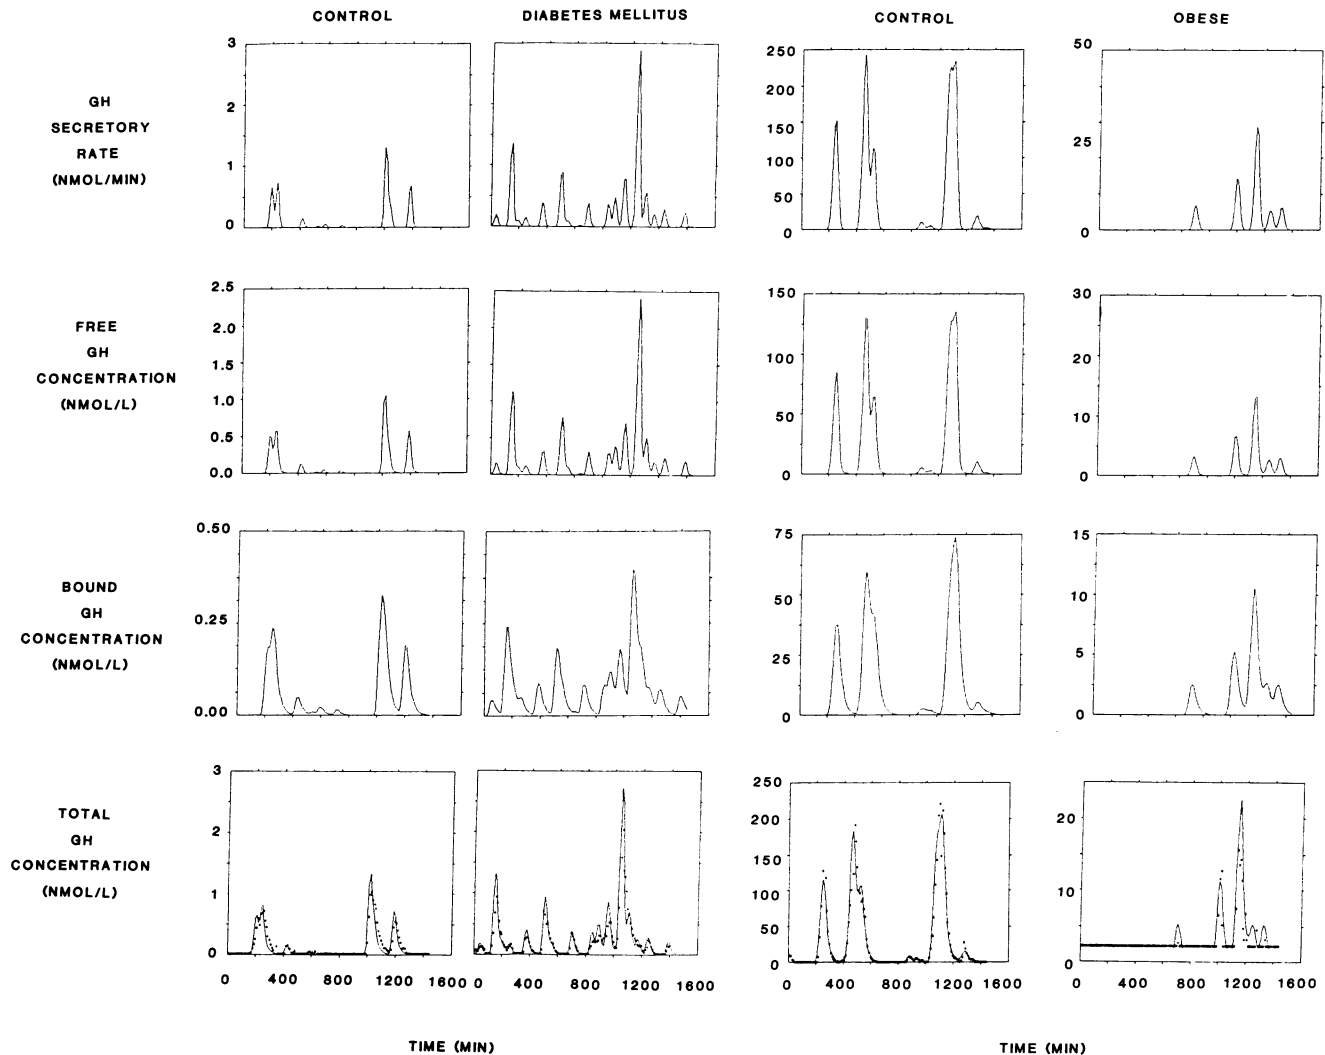 CONTROL DIABETES MELLITUS CONTROL OBESE
GH
SECRETORY
RATE
(NMOL/MIN)
3
2
1
0
250
200
150
100
50
0
50
25
0
FREE
GH
CONCENTRATION
(NMOL/L)
2.5
2.0
1.5
1.0
0.5
0.0
150
100
50
0
30
20
10
0
BOUND
GH
CONCENTRATION
(NMOL/L)
0.50
0.25
0.00
75
50
25
0
15
10
5
0
TOTAL
GH
CONCENTRATION
(NMOL/L)
3
2
1
0
250
200
150
100
50
0
20
10
0
0 400 800 1200 1600 0 400 800 1200 1600 0 400 800 1200 1600 0 400 800 1200 1600
TIME (MIN) TIME (MIN)